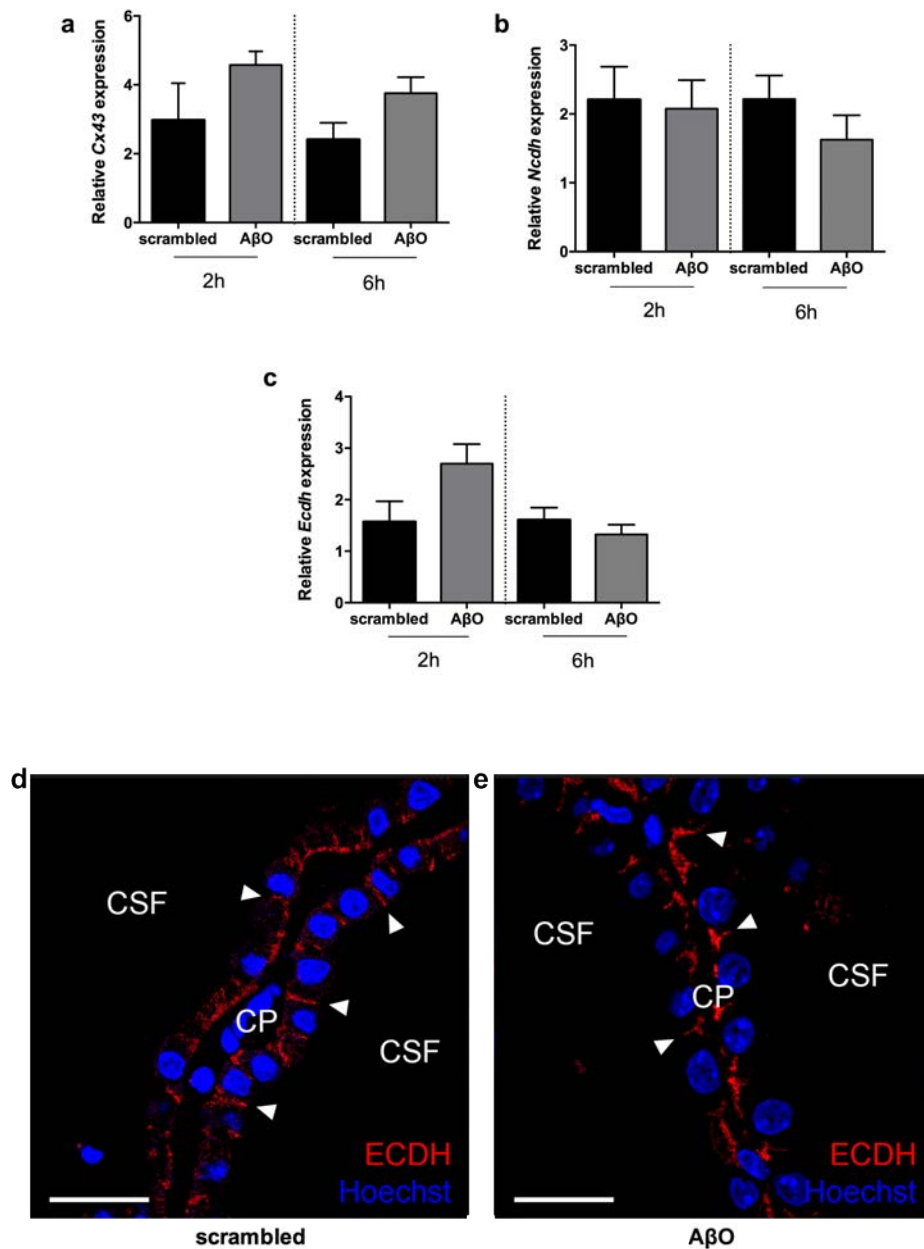 a
Relative Cx43 expression
6
4
2
0
scrambled AβO scrambled AβO
2h 6h
b
Relative Ncdh expression
3
2
1
0
scrambled AβO scrambled AβO
2h 6h
c
Relative Ecdh expression
4
3
2
1
0
scrambled AβO scrambled AβO
2h 6h
d
CSF
CP
CSF
ECDH
Hoechst
scrambled
e
CSF
CP
CSF
ECDH
Hoechst
AβO